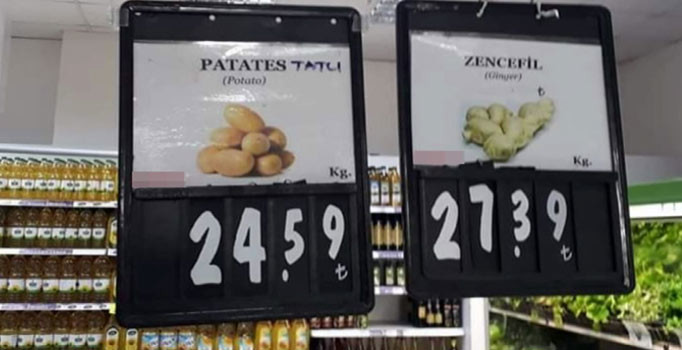 PATATES TATLI
(Potato)
Kg.
24,59 ₺
ZENCEFİL
(Ginger)
₺
Kg.
27,39 ₺